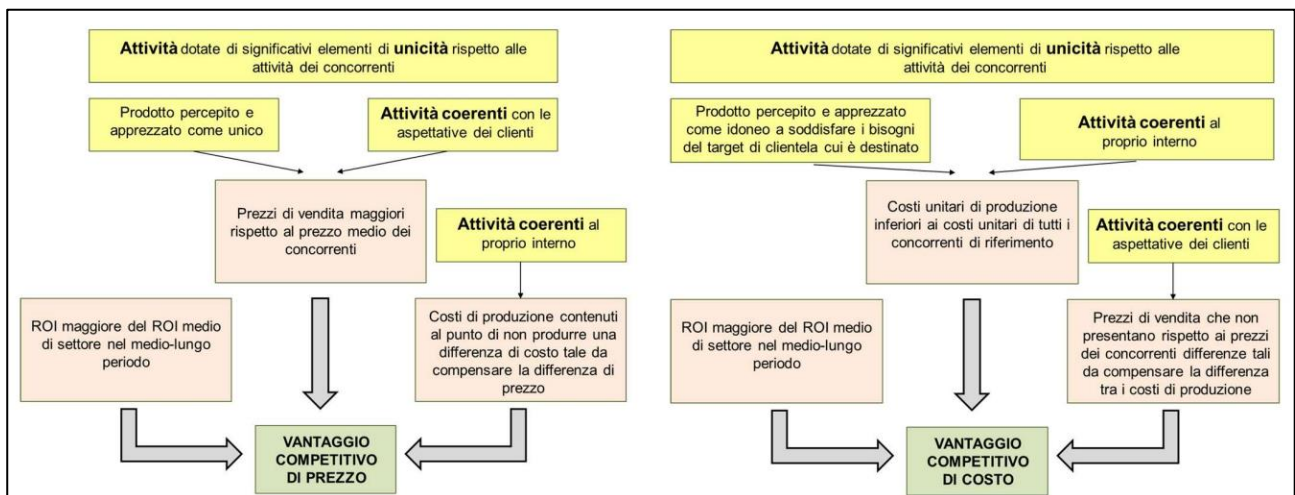 Attività dotate di significativi elementi di unicità rispetto alle
attività dei concorrenti
Prodotto percepito e
apprezzato come unico
Attività coerenti con le
aspettative dei clienti
Prezzi di vendita maggiori
rispetto al prezzo medio dei
concorrenti
Attività coerenti al
proprio interno
ROI maggiore del ROI medio
di settore nel medio-lungo
periodo
Costi di produzione contenuti
al punto di non produrre una
differenza di costo tale da
compensare la differenza di
prezzo
VANTAGGIO
COMPETITIVO
DI PREZZO
Attività dotate di significativi elementi di unicità rispetto alle
attività dei concorrenti
Prodotto percepito e apprezzato
come idoneo a soddisfare i bisogni
del target di clientela cui è destinato
Attività coerenti al
proprio interno
Costi unitari di produzione
inferiori ai costi unitari di tutti i
concorrenti di riferimento
Attività coerenti con le
aspettative dei clienti
ROI maggiore del ROI medio
di settore nel medio-lungo
periodo
Prezzi di vendita che non
presentano rispetto ai prezzi
dei concorrenti differenze tali
da compensare la differenza
tra i costi di produzione
VANTAGGIO
COMPETITIVO
DI COSTO